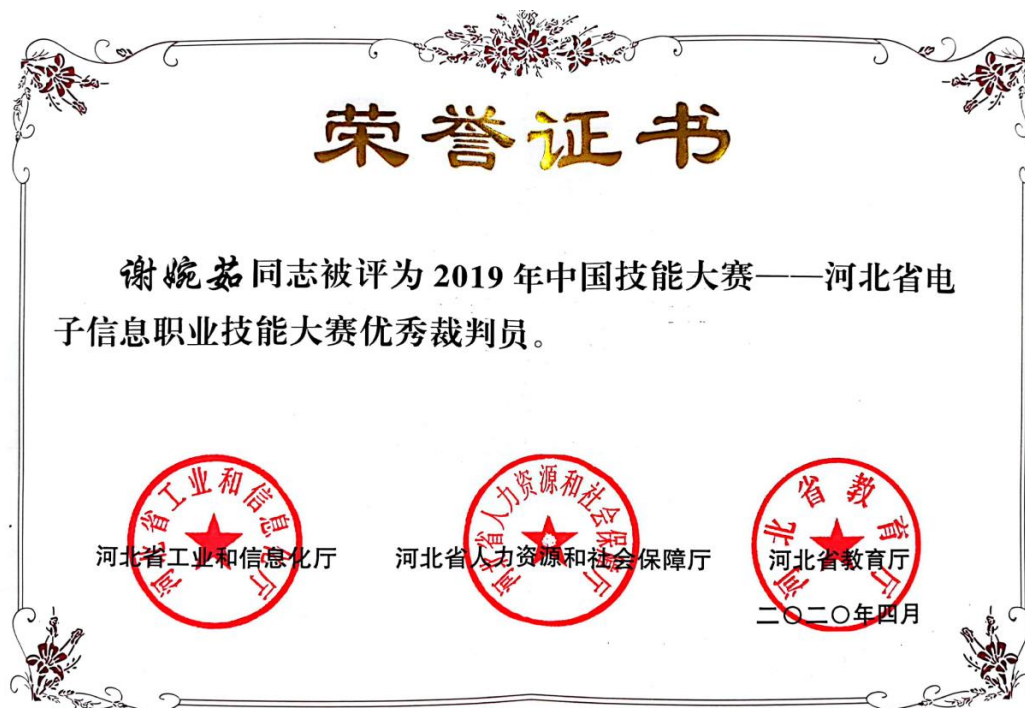 荣誉证书
谢婉茹同志被评为 2019 年中国技能大赛——河北省电
子信息职业技能大赛优秀裁判员。
河北省工业和信息化厅
河北省人力资源和社会保障厅
河北省教育厅
河北省工业和信息化厅 河北省人力资源和社会保障厅 河北省教育厅
二〇二〇年四月